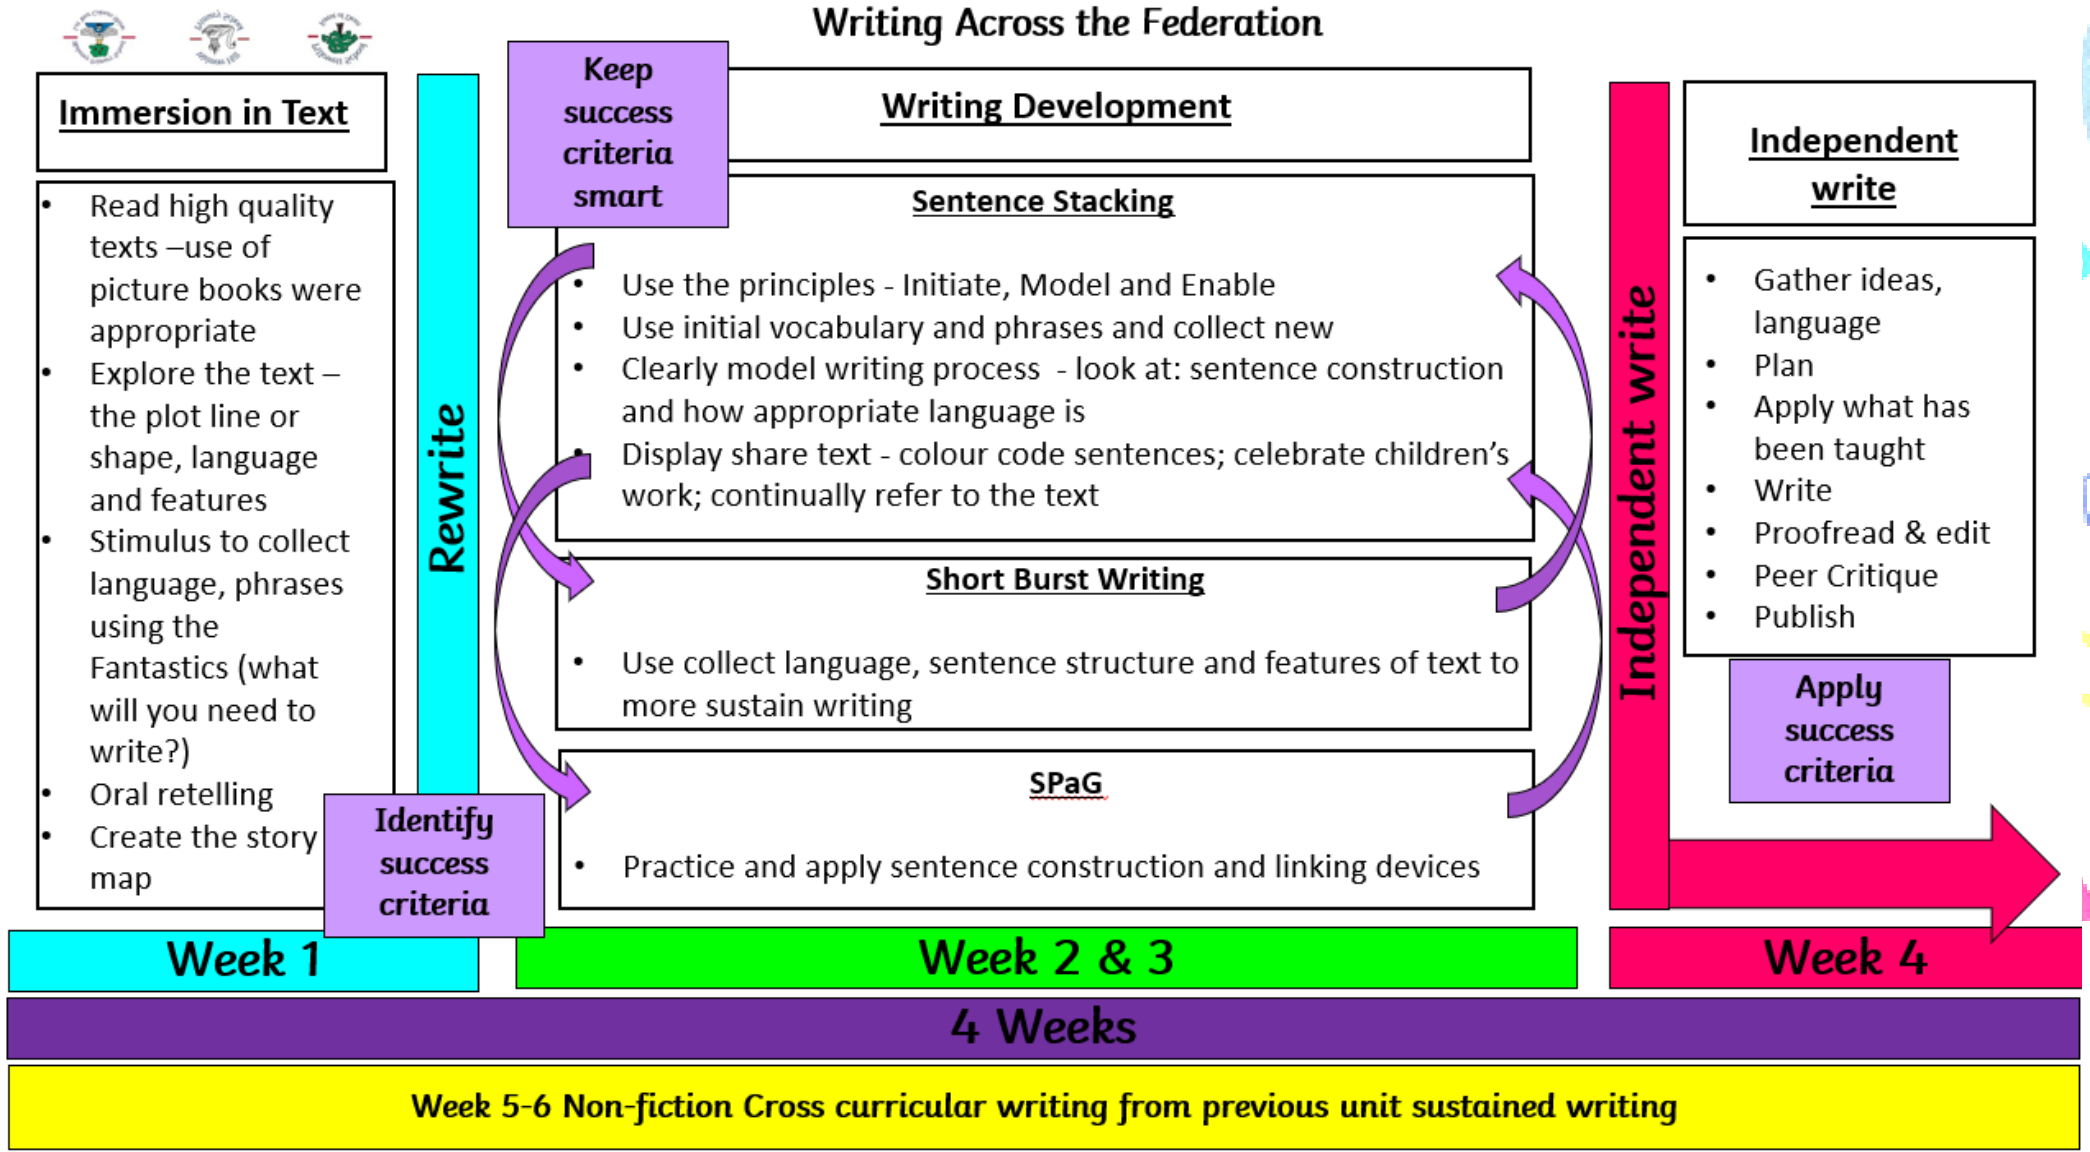 Writing Across the Federation
Immersion in Text
• Read high quality
texts –use of
picture books were
appropriate
• Explore the text –
the plot line or
shape, language
and features
• Stimulus to collect
language, phrases
using the
Fantastics (what
will you need to
write?)
• Oral retelling
• Create the story
map
Rewrite
Identify
success
criteria
Keep
success
criteria
smart
Writing Development
Sentence Stacking
• Use the principles - Initiate, Model and Enable
• Use initial vocabulary and phrases and collect new
• Clearly model writing process - look at: sentence construction
and how appropriate language is
• Display share text - colour code sentences; celebrate children's
work; continually refer to the text
Short Burst Writing
• Use collect language, sentence structure and features of text to
more sustain writing
SPaG
• Practice and apply sentence construction and linking devices
Independent write
Independent
write
• Gather ideas,
language
• Plan
• Apply what has
been taught
• Write
• Proofread & edit
• Peer Critique
• Publish
Apply
success
criteria
Week 1
Week 2 & 3
Week 4
4 Weeks
Week 5-6 Non-fiction Cross curricular writing from previous unit sustained writing